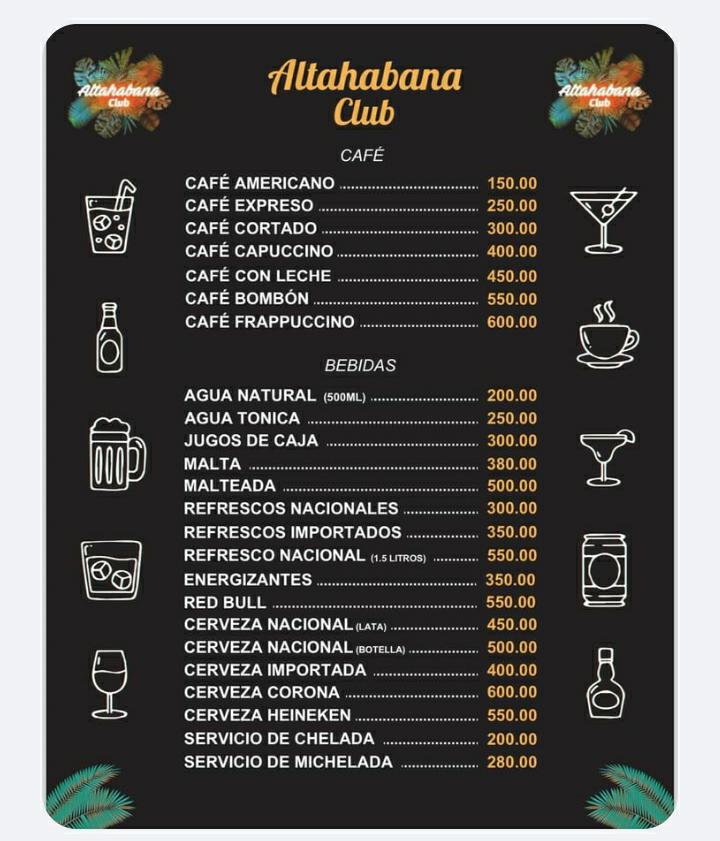 Altahabana
Club
Altahabana
Club
Altahabana
Club
CAFÉ
CAFÉ AMERICANO 150.00
CAFÉ EXPRESO 250.00
CAFÉ CORTADO 300.00
CAFÉ CAPUCCINO 400.00
CAFÉ CON LECHE 450.00
CAFÉ BOMBÓN 550.00
CAFÉ FRAPPUCCINO 600.00
BEBIDAS
AGUA NATURAL (500ML) 200.00
AGUA TONICA 250.00
JUGOS DE CAJA 300.00
MALTA 380.00
MALTEADA 500.00
REFRESCOS NACIONALES 300.00
REFRESCOS IMPORTADOS 350.00
REFRESCO NACIONAL (1.5 LITROS) 550.00
ENERGIZANTES 350.00
RED BULL 550.00
CERVEZA NACIONAL (LATA) 450.00
CERVEZA NACIONAL (BOTELLA) 500.00
CERVEZA IMPORTADA 400.00
CERVEZA CORONA 600.00
CERVEZA HEINEKEN 550.00
SERVICIO DE CHELADA 200.00
SERVICIO DE MICHELADA 280.00